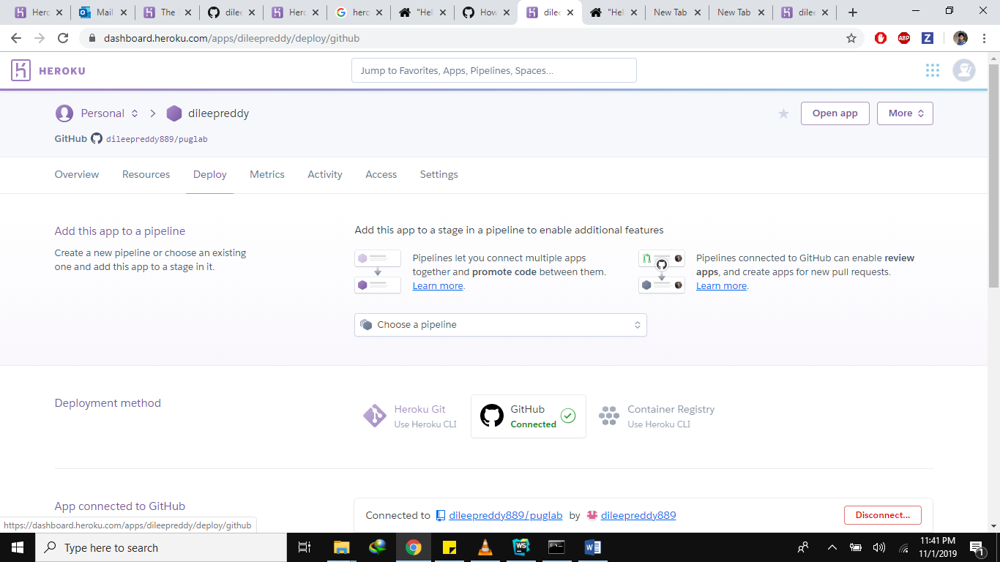 Hero
Mail
The
dilee
Herc
herc
"Hel
How
dilee
"Hel
New Tab
New Tab
dilee
dashboard.heroku.com/apps/dileepreddy/deploy/github
ABP
Z
HEROKU
Jump to Favorites, Apps, Pipelines, Spaces...
Personal
dileepreddy
Open app
More
GitHub dileepreddy889/puglab
Overview Resources Deploy Metrics Activity Access Settings
Add this app to a pipeline
Create a new pipeline or choose an existing
one and add this app to a stage in it.
Add this app to a stage in a pipeline to enable additional features
Pipelines let you connect multiple apps
together and promote code between them.
Learn more.
Pipelines connected to GitHub can enable review
apps, and create apps for new pull requests.
Learn more.
Choose a pipeline
Deployment method
Heroku Git
Use Heroku CLI
GitHub
Connected
Container Registry
Use Heroku CLI
App connected to GitHub
Connected to dileepreddy889/puglab by dileepreddy889
Disconnect...
https://dashboard.heroku.com/apps/dileepreddy/deploy/github
Type here to search
WS
W
11:41 PM
11/1/2019
1